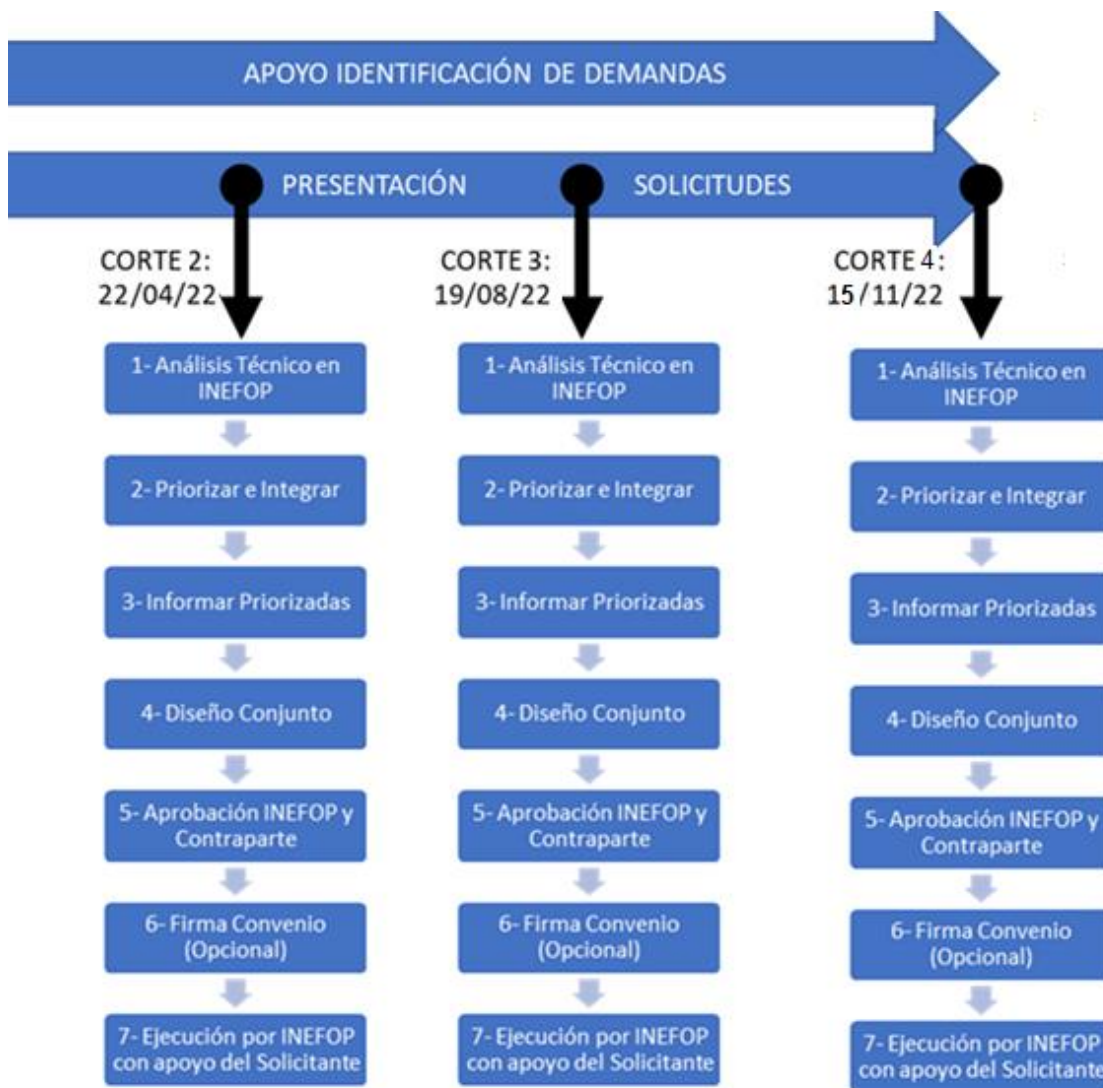 APOYO IDENTIFICACIÓN DE DEMANDAS
PRESENTACIÓN
SOLICITUDES
CORTE 2:
22/04/22
1- Análisis Técnico en
INEFOP
2- Priorizar e Integrar
3- Informar Priorizadas
4- Diseño Conjunto
5- Aprobación INEFOP y
Contraparte
6- Firma Convenio
(Opcional)
7- Ejecución por INEFOP
con apoyo del Solicitante
CORTE 3:
19/08/22
1- Análisis Técnico en
INEFOP
2- Priorizar e Integrar
3- Informar Priorizadas
4- Diseño Conjunto
5- Aprobación INEFOP y
Contraparte
6- Firma Convenio
(Opcional)
7- Ejecución por INEFOP
con apoyo del Solicitante
CORTE 4:
15/11/22
1- Análisis Técnico en
INEFOP
2- Priorizar e Integrar
3- Informar Priorizadas
4- Diseño Conjunto
5- Aprobación INEFOP y
Contraparte
6- Firma Convenio
(Opcional)
7- Ejecución por INEFOP
con apoyo del Solicitante